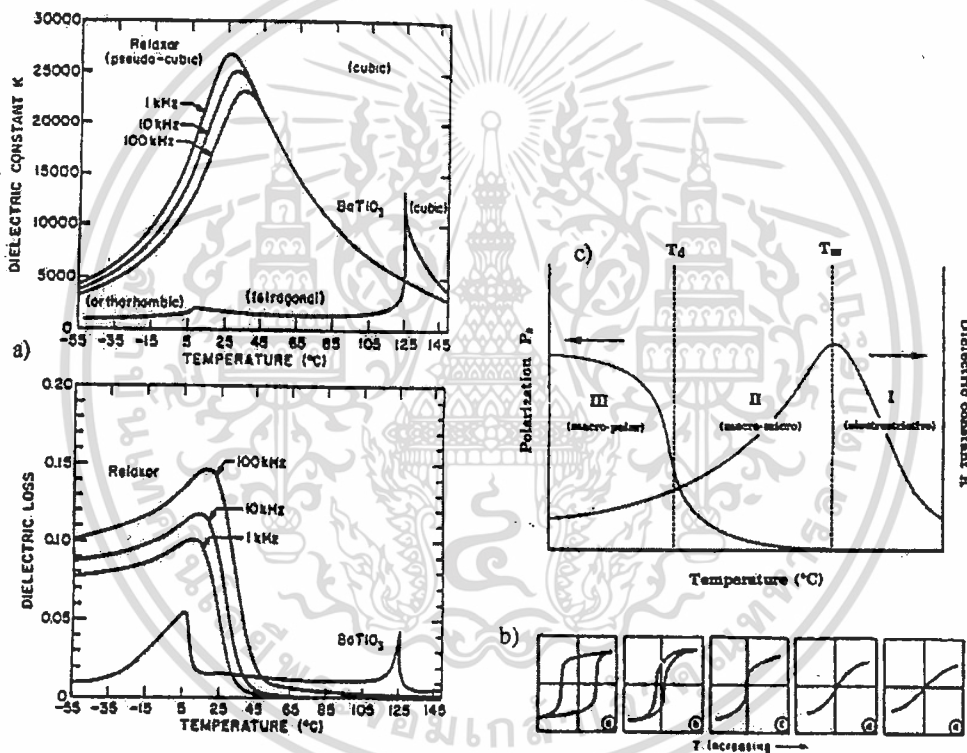 30000
25000
20000
15000
10000
5000
0
DIELECTRIC CONSTANT K
Relaxor
(pseudo-cubic)
(cubic)
1 kHz
10 kHz
100 kHz
BaTiO3
(cubic)
(orthorhombic)
(tetragonal)
-55 -35 -15 5 25 45 65 85 105 125 145
TEMPERATURE (°C)
a)
0.20
0.15
0.10
0.05
0
DIELECTRIC LOSS
Relaxor
100kHz
10kHz
1 kHz
BaTiO3
-55 -35 -15 5 25 45 65 85 105 125 145
TEMPERATURE (°C)
c)
Td
Tm
Polarization Ps
Dielectric constant K
III
(macro-polar)
II
(macro-micro)
I
(electrostrictive)
Temperature (°C)
b)
T increasing